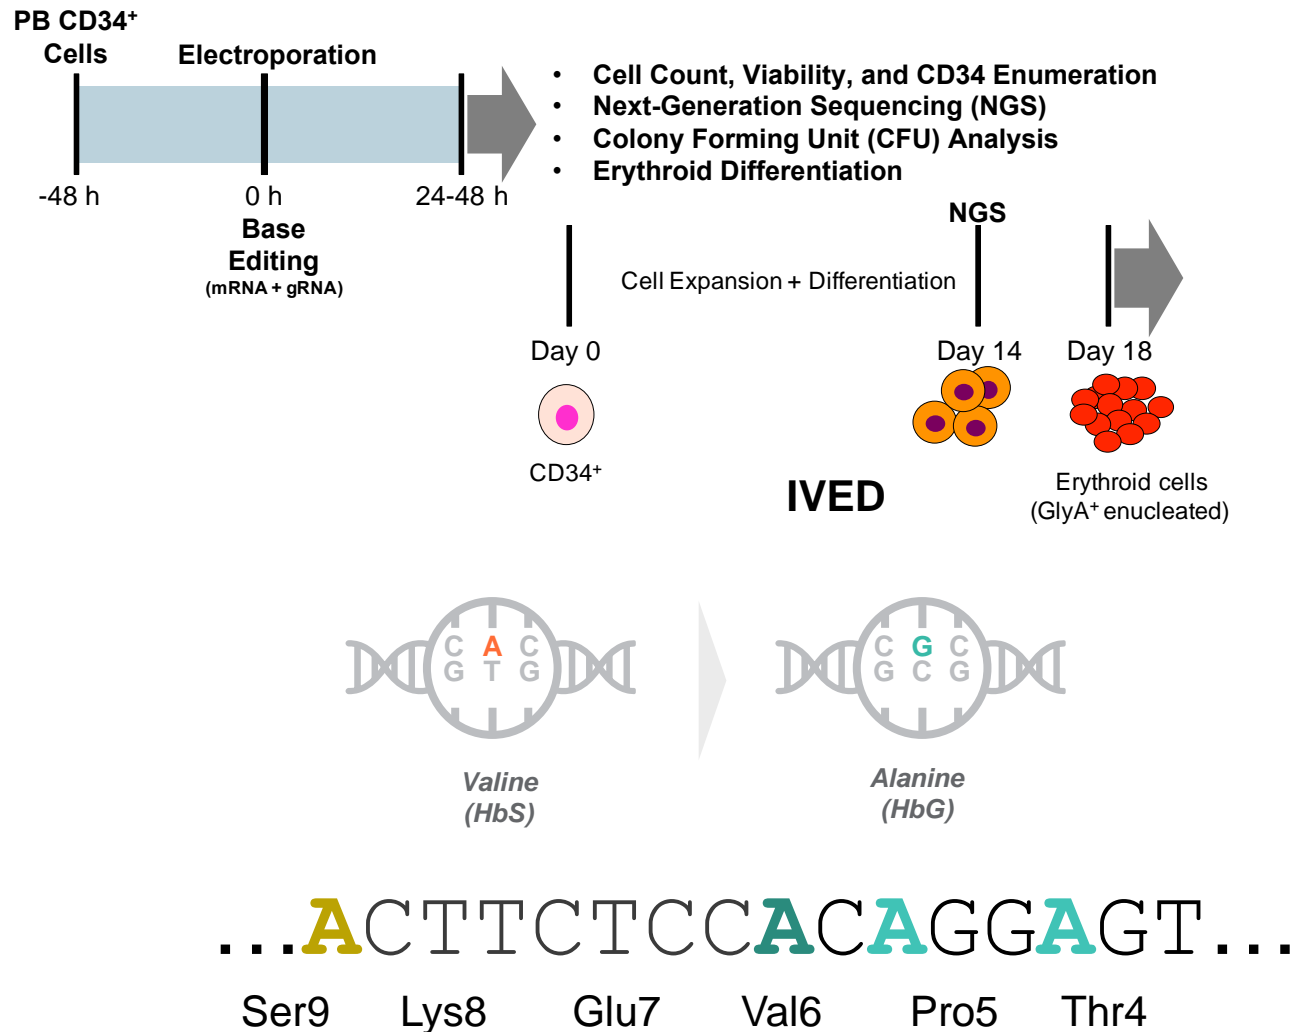 PB CD34+
Cells
Electroporation
-48 h
0 h
24-48 h
Base
Editing
(mRNA + gRNA)
• Cell Count, Viability, and CD34 Enumeration
• Next-Generation Sequencing (NGS)
• Colony Forming Unit (CFU) Analysis
• Erythroid Differentiation
NGS
Cell Expansion + Differentiation
Day 0
Day 14
Day 18
CD34+
IVED
Erythroid cells
(GlyA+ enucleated)
C A C
G T G
C G C
G C G
Valine
(HbS)
Alanine
(HbG)
...ACTTCTCCACAGGAGT...
Ser9 Lys8 Glu7 Val6 Pro5 Thr4